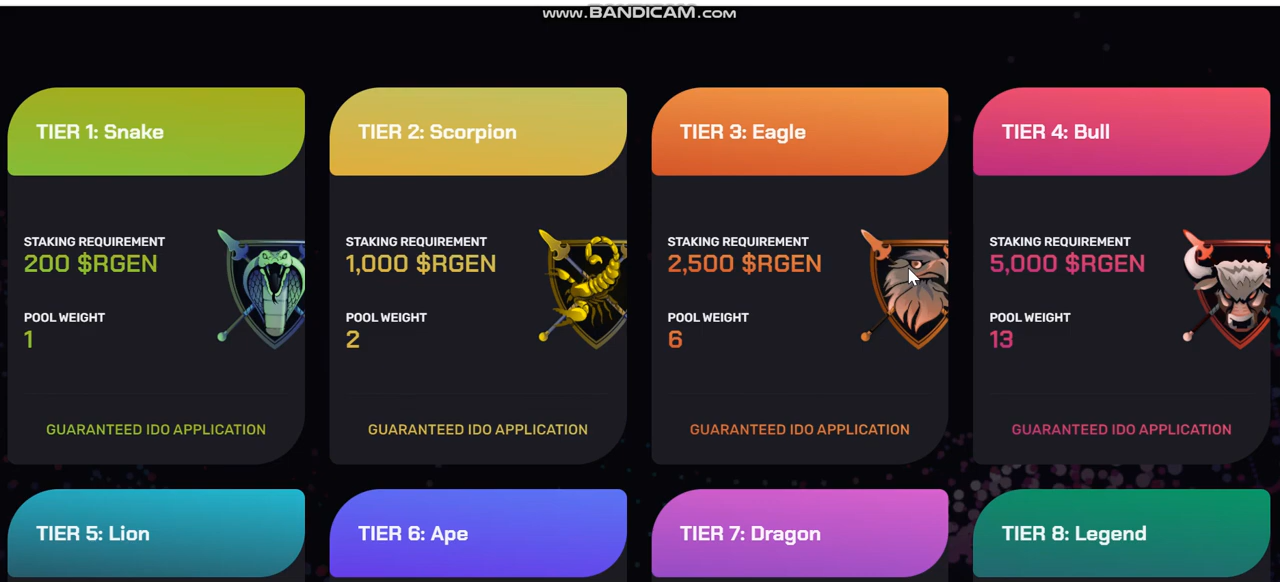 www.BANDICAM.com
TIER 1: Snake
STAKING REQUIREMENT
200 $RGEN
POOL WEIGHT
1
GUARANTEED IDO APPLICATION
TIER 2: Scorpion
STAKING REQUIREMENT
1,000 $RGEN
POOL WEIGHT
2
GUARANTEED IDO APPLICATION
TIER 3: Eagle
STAKING REQUIREMENT
2,500 $RGEN
POOL WEIGHT
6
GUARANTEED IDO APPLICATION
TIER 4: Bull
STAKING REQUIREMENT
5,000 $RGEN
POOL WEIGHT
13
GUARANTEED IDO APPLICATION
TIER 5: Lion
TIER 6: Ape
TIER 7: Dragon
TIER 8: Legend